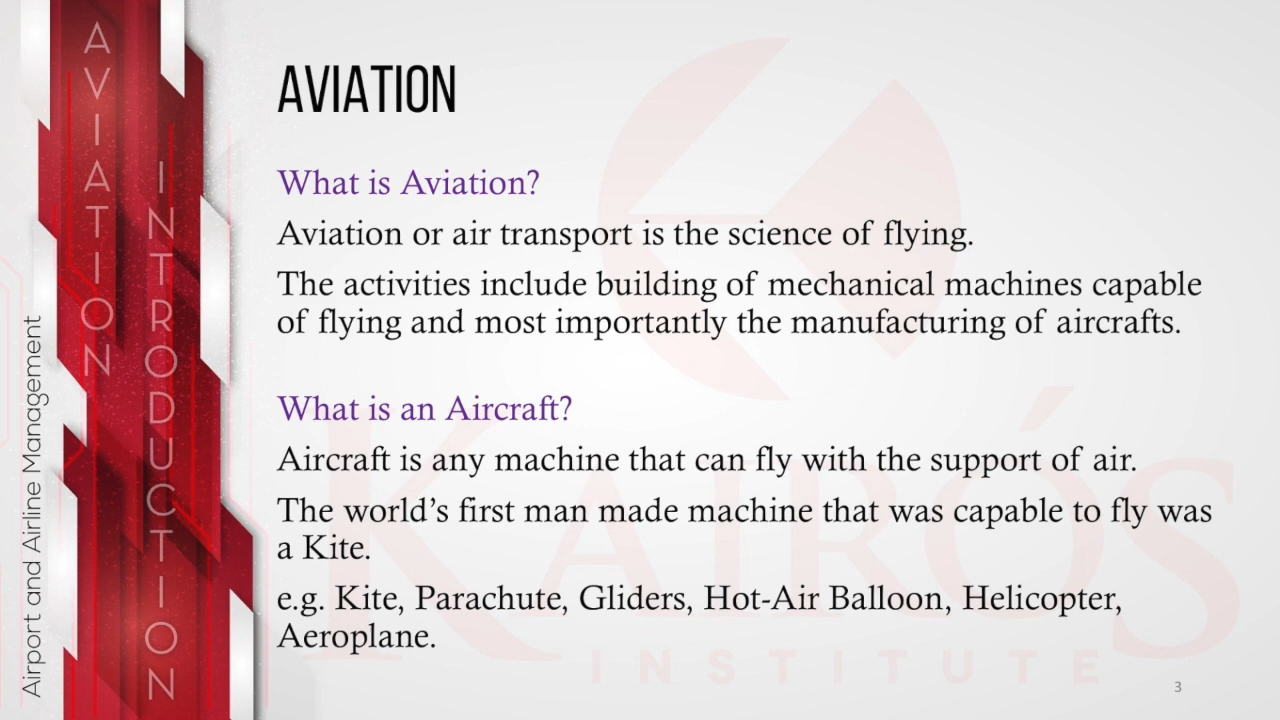 AVIATION
INTRODUCTION
Airport and Airline Management
AVIATION
What is Aviation?
Aviation or air transport is the science of flying.
The activities include building of mechanical machines capable
of flying and most importantly the manufacturing of aircrafts.
What is an Aircraft?
Aircraft is any machine that can fly with the support of air.
The world’s first man made machine that was capable to fly was
a Kite.
e.g. Kite, Parachute, Gliders, Hot-Air Balloon, Helicopter,
Aeroplane.
KAIRÓS
INSTITUTE
3